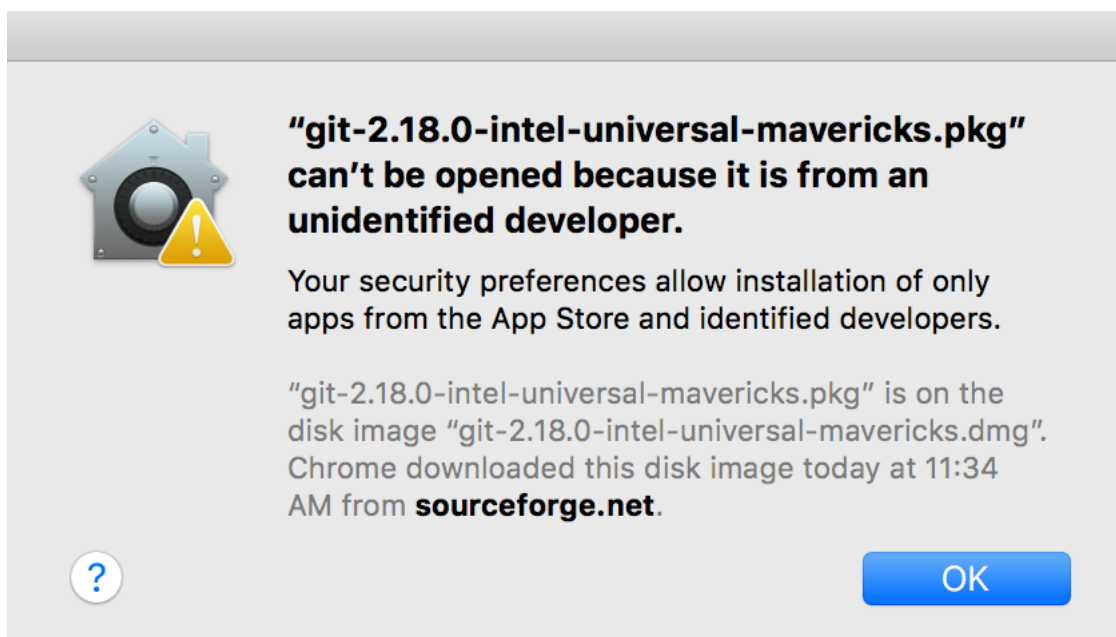 “git-2.18.0-intel-universal-mavericks.pkg”
can’t be opened because it is from an
unidentified developer.
Your security preferences allow installation of only
apps from the App Store and identified developers.
“git-2.18.0-intel-universal-mavericks.pkg” is on the
disk image “git-2.18.0-intel-universal-mavericks.dmg”.
Chrome downloaded this disk image today at 11:34
AM from sourceforge.net.
?
OK